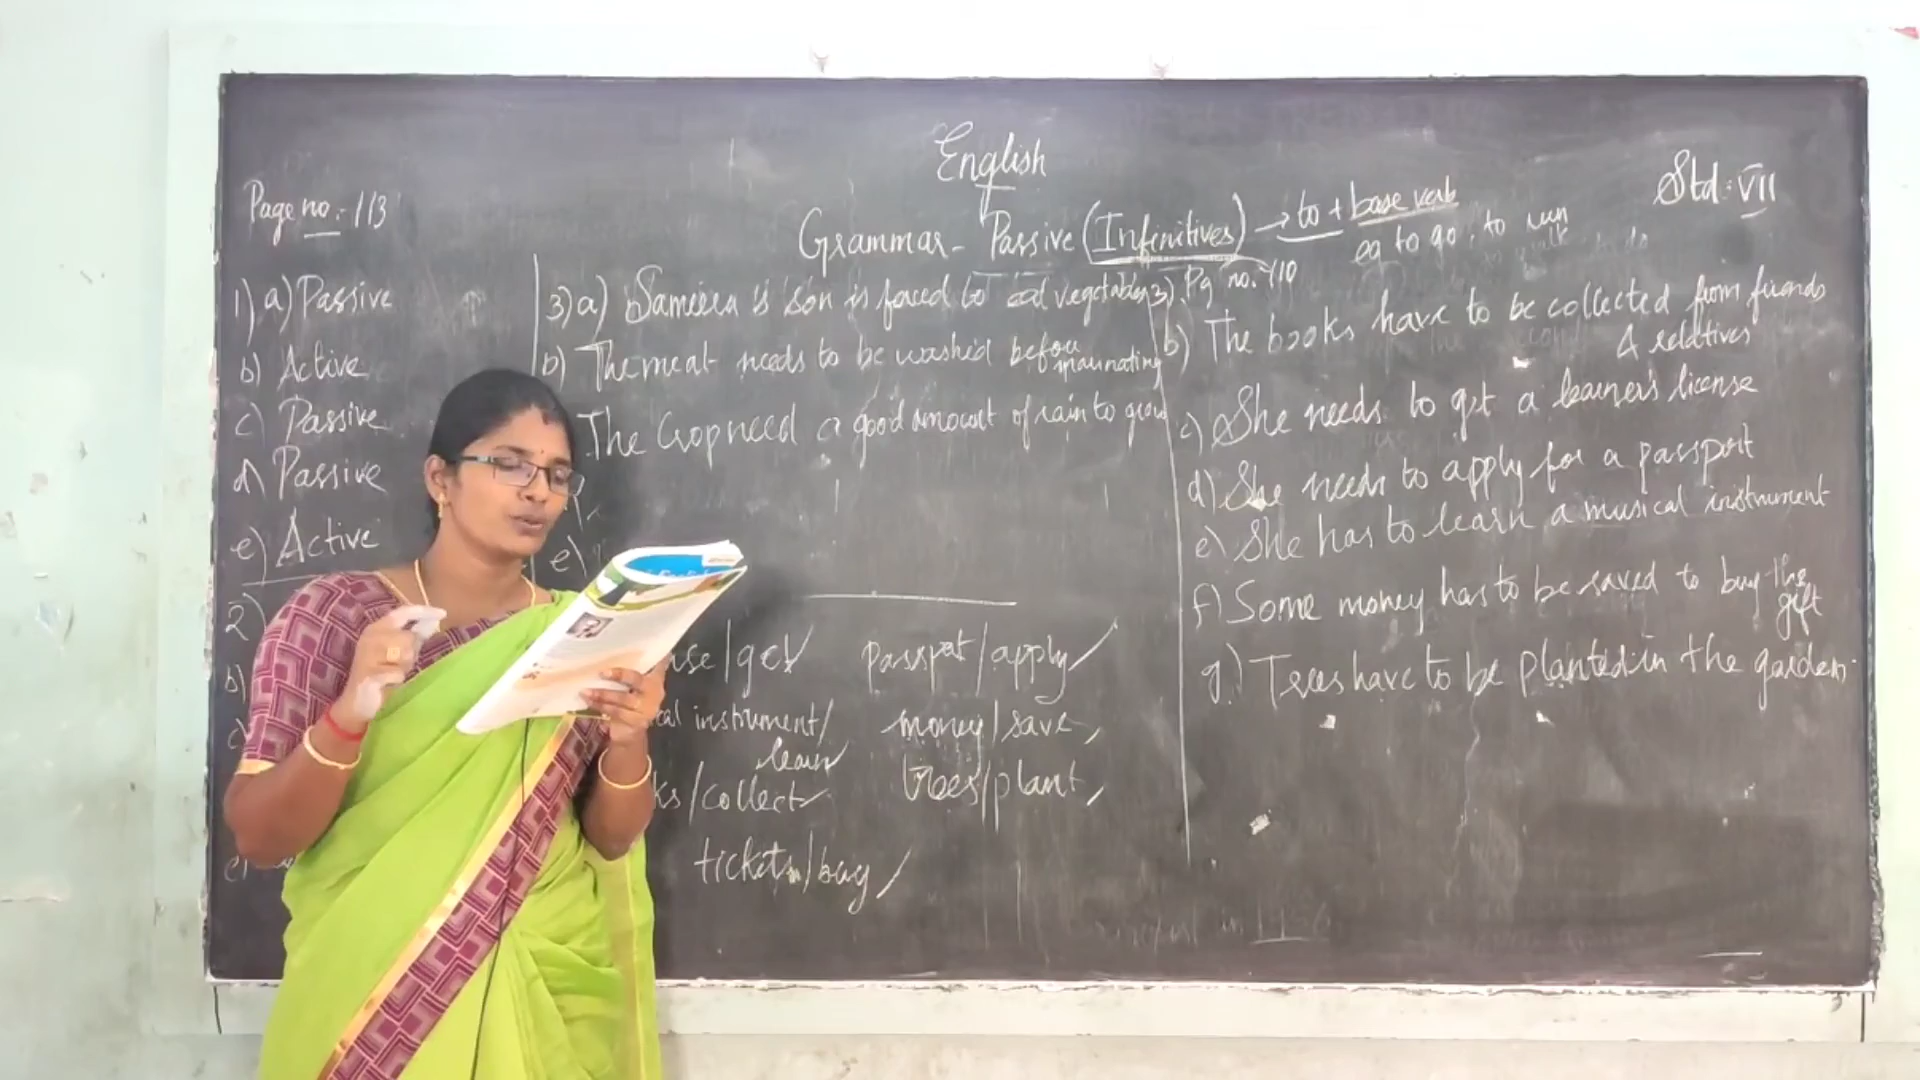 English
Std: VII
Page no:- 113
Grammar - Passive (Infinitives) → to + base verb
eg to go, to run
1) a) Passive
b) Active
c) Passive
d) Passive
e) Active
2)
b)
c)
3) a) Sameera's son is forced to eat vegetables
b) The meat needs to be washed before
The Crop need a good amount of rain to grow
e)
/get
passport/apply
instrument/
learn
money/save
/collect
trees/plant
tickets/buy
3) Pg no. 110
b) The books have to be collected from friends
& relatives
c) She needs to get a learner's license
d) She needs to apply for a passport
e) She has to learn a musical instrument
f) Some money has to be saved to buy the
gift
g.) Trees have to be planted in the garden.